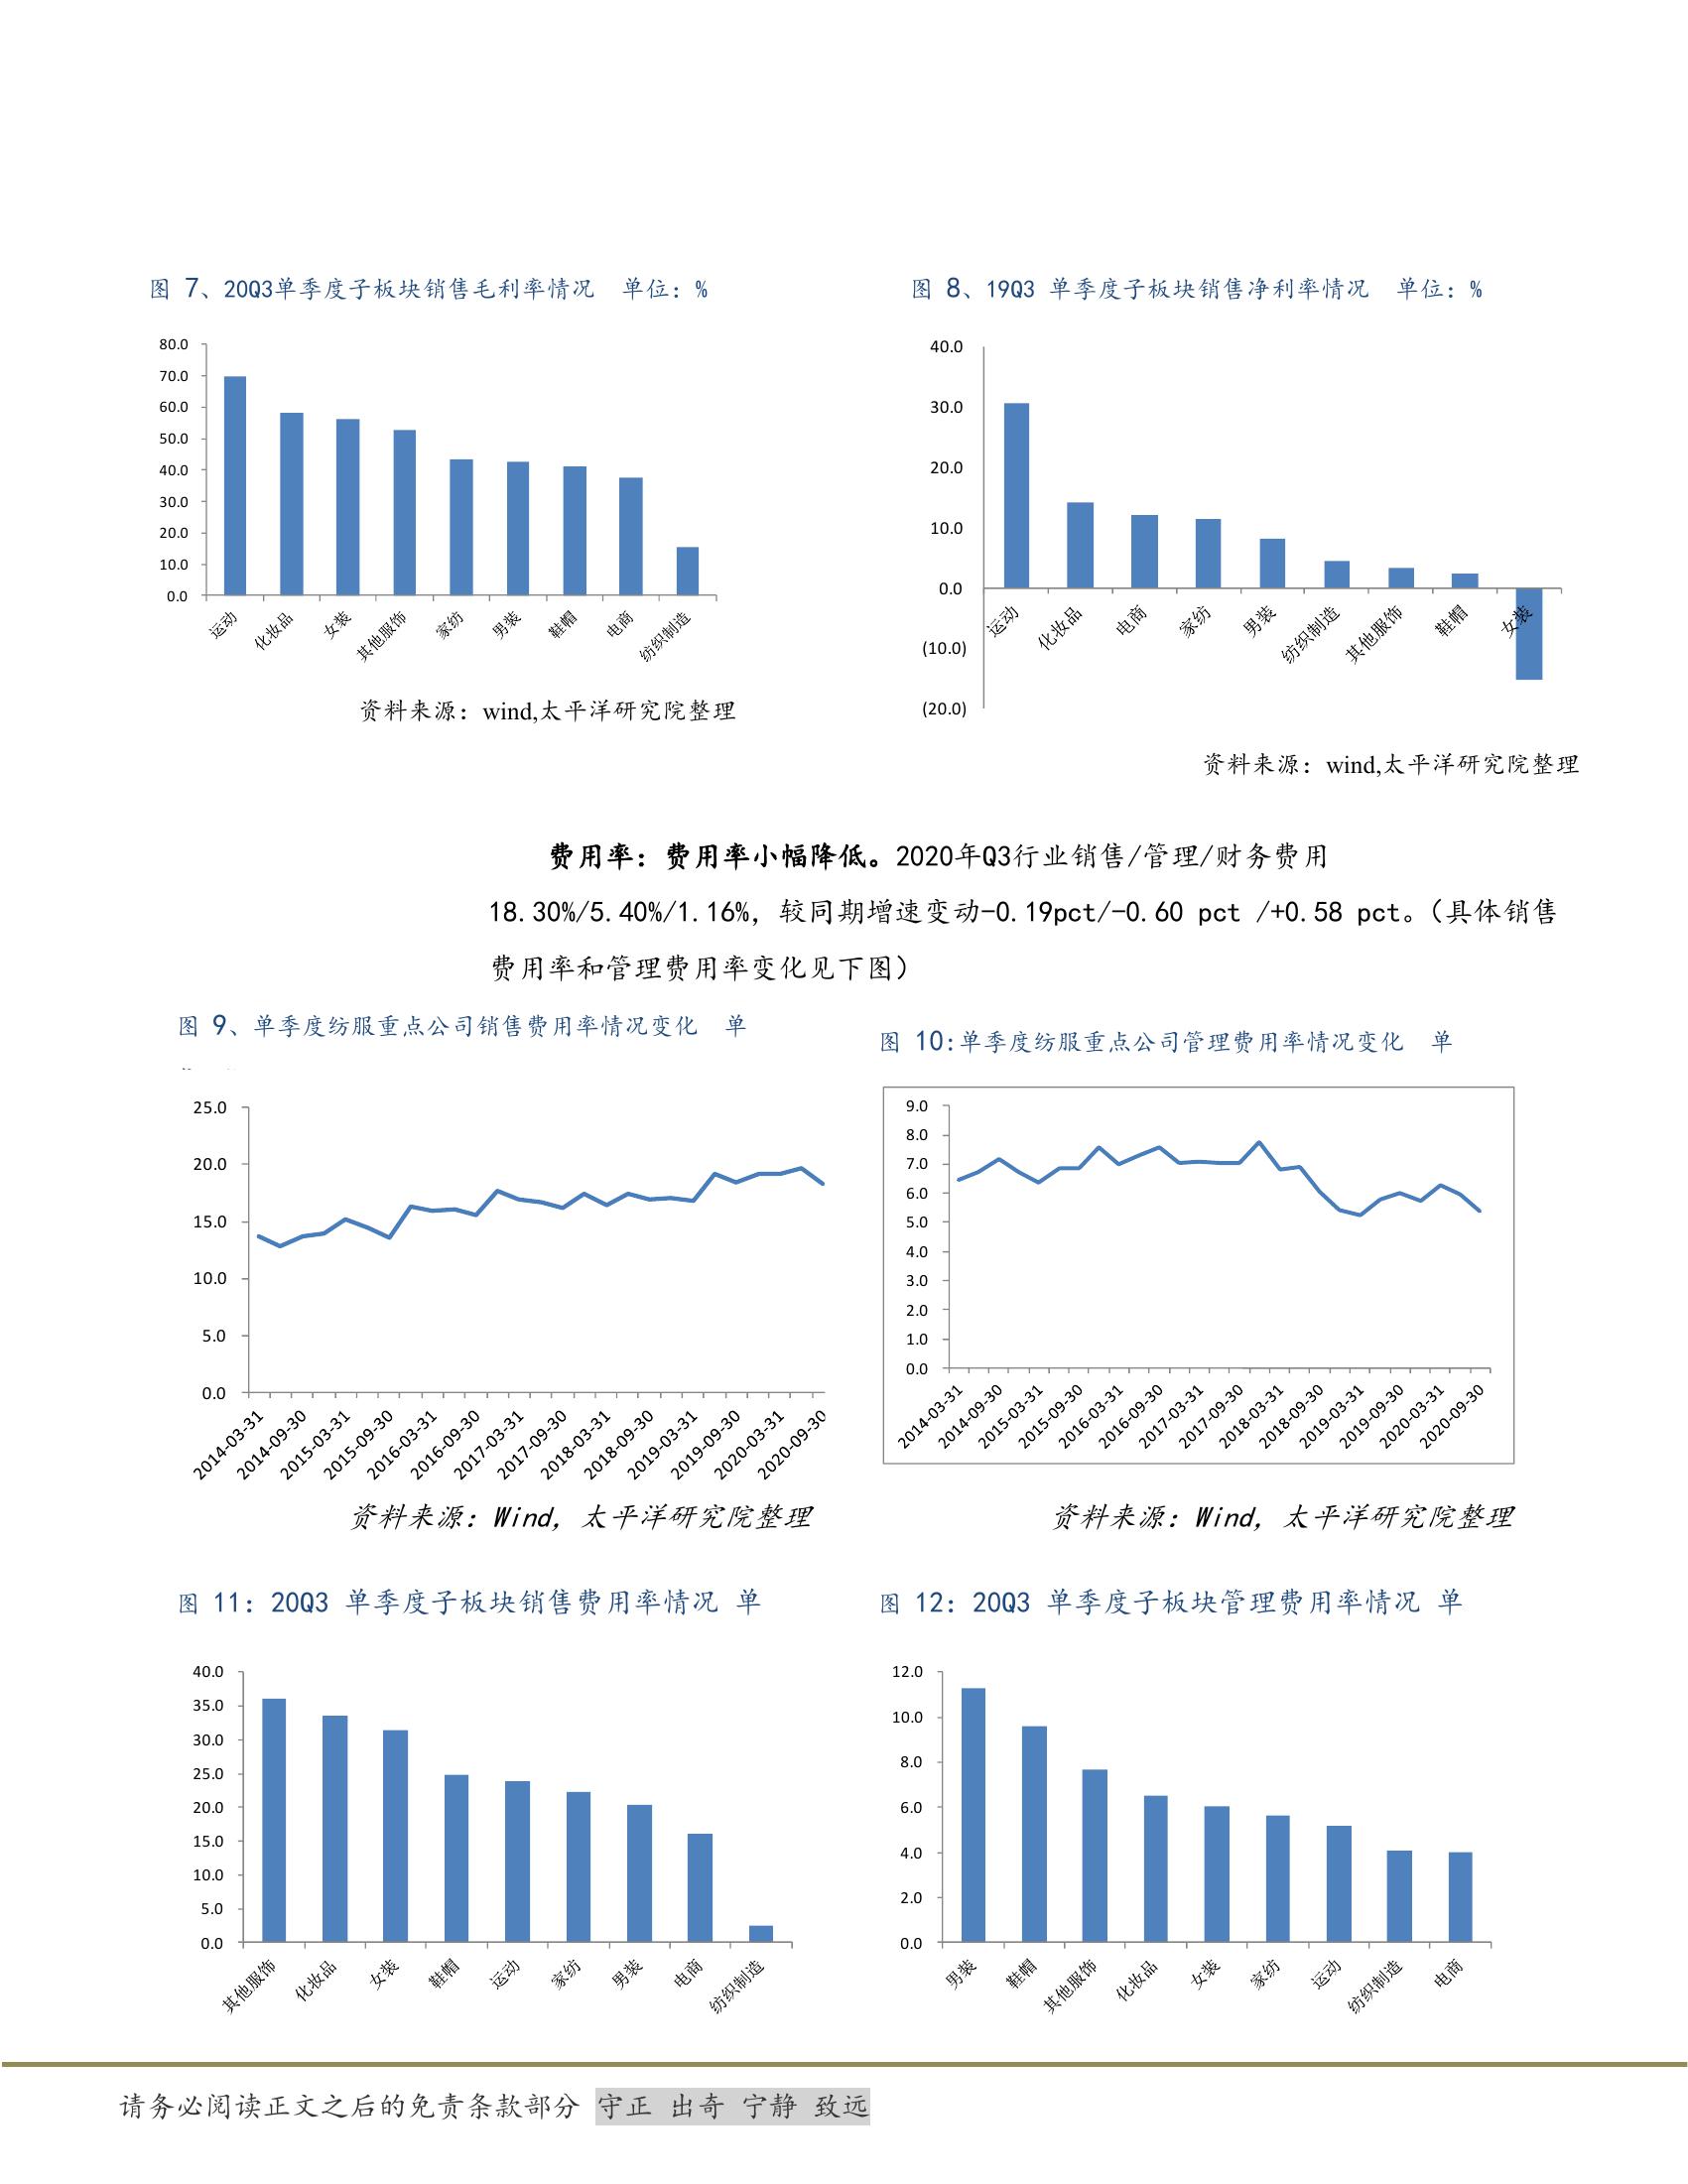 图 7、20Q3单季度子板块销售毛利率情况 单位：%
80.0
70.0
60.0
50.0
40.0
30.0
20.0
10.0
0.0
运动 化妆品 女装 其他服饰 家纺 男装 鞋帽 电商 纺织制造
资料来源：wind,太平洋研究院整理
图 8、19Q3 单季度子板块销售净利率情况 单位：%
40.0
30.0
20.0
10.0
0.0
(10.0)
(20.0)
运动 化妆品 电商 家纺 男装 纺织制造 其他服饰 鞋帽 女装
资料来源：wind,太平洋研究院整理
费用率：费用率小幅降低。2020年Q3行业销售/管理/财务费用
18.30%/5.40%/1.16%，较同期增速变动-0.19pct/-0.60 pct /+0.58 pct。（具体销售
费用率和管理费用率变化见下图）
图 9、单季度纺服重点公司销售费用率情况变化 单
25.0
20.0
15.0
10.0
5.0
0.0
2014-03-31 2014-09-30 2015-03-31 2015-09-30 2016-03-31 2016-09-30 2017-03-31 2017-09-30 2018-03-31 2018-09-30 2019-03-31 2019-09-30 2020-03-31 2020-09-30
资料来源：Wind，太平洋研究院整理
图 10:单季度纺服重点公司管理费用率情况变化 单
9.0
8.0
7.0
6.0
5.0
4.0
3.0
2.0
1.0
0.0
2014-03-31 2014-09-30 2015-03-31 2015-09-30 2016-03-31 2016-09-30 2017-03-31 2017-09-30 2018-03-31 2018-09-30 2019-03-31 2019-09-30 2020-03-31 2020-09-30
资料来源：Wind，太平洋研究院整理
图 11：20Q3 单季度子板块销售费用率情况 单
40.0
35.0
30.0
25.0
20.0
15.0
10.0
5.0
0.0
其他服饰 化妆品 女装 鞋帽 运动 家纺 男装 电商 纺织制造
图 12：20Q3 单季度子板块管理费用率情况 单
12.0
10.0
8.0
6.0
4.0
2.0
0.0
男装 鞋帽 其他服饰 化妆品 女装 家纺 运动 纺织制造 电商
请务必阅读正文之后的免责条款部分 守正 出奇 宁静 致远